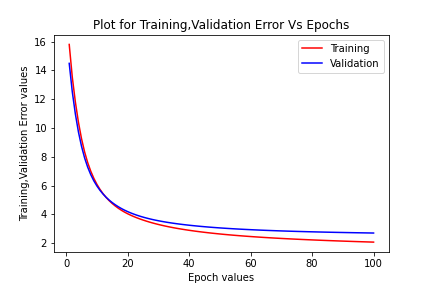 Plot for Training,Validation Error Vs Epochs
Training,Validation Error values
16
14
12
10
8
6
4
2
Training
Validation
0
20
40
60
80
100
Epoch values